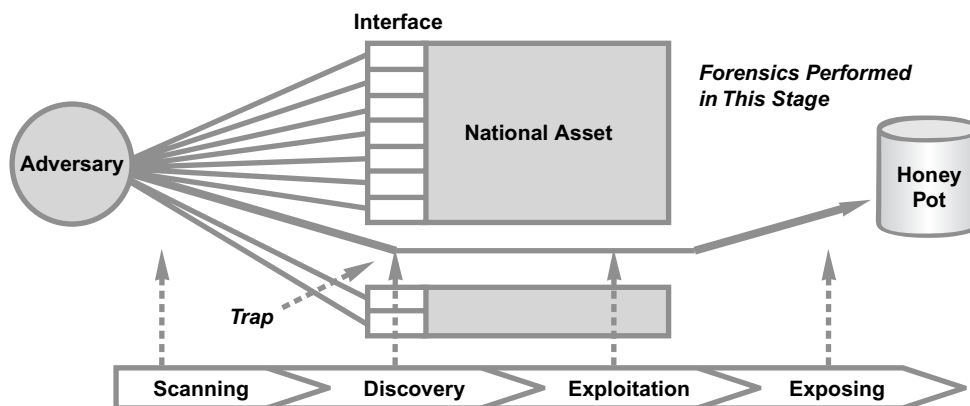 Interface
Forensics Performed
in This Stage
National Asset
Adversary
Honey
Pot
Trap
Scanning
Discovery
Exploitation
Exposing